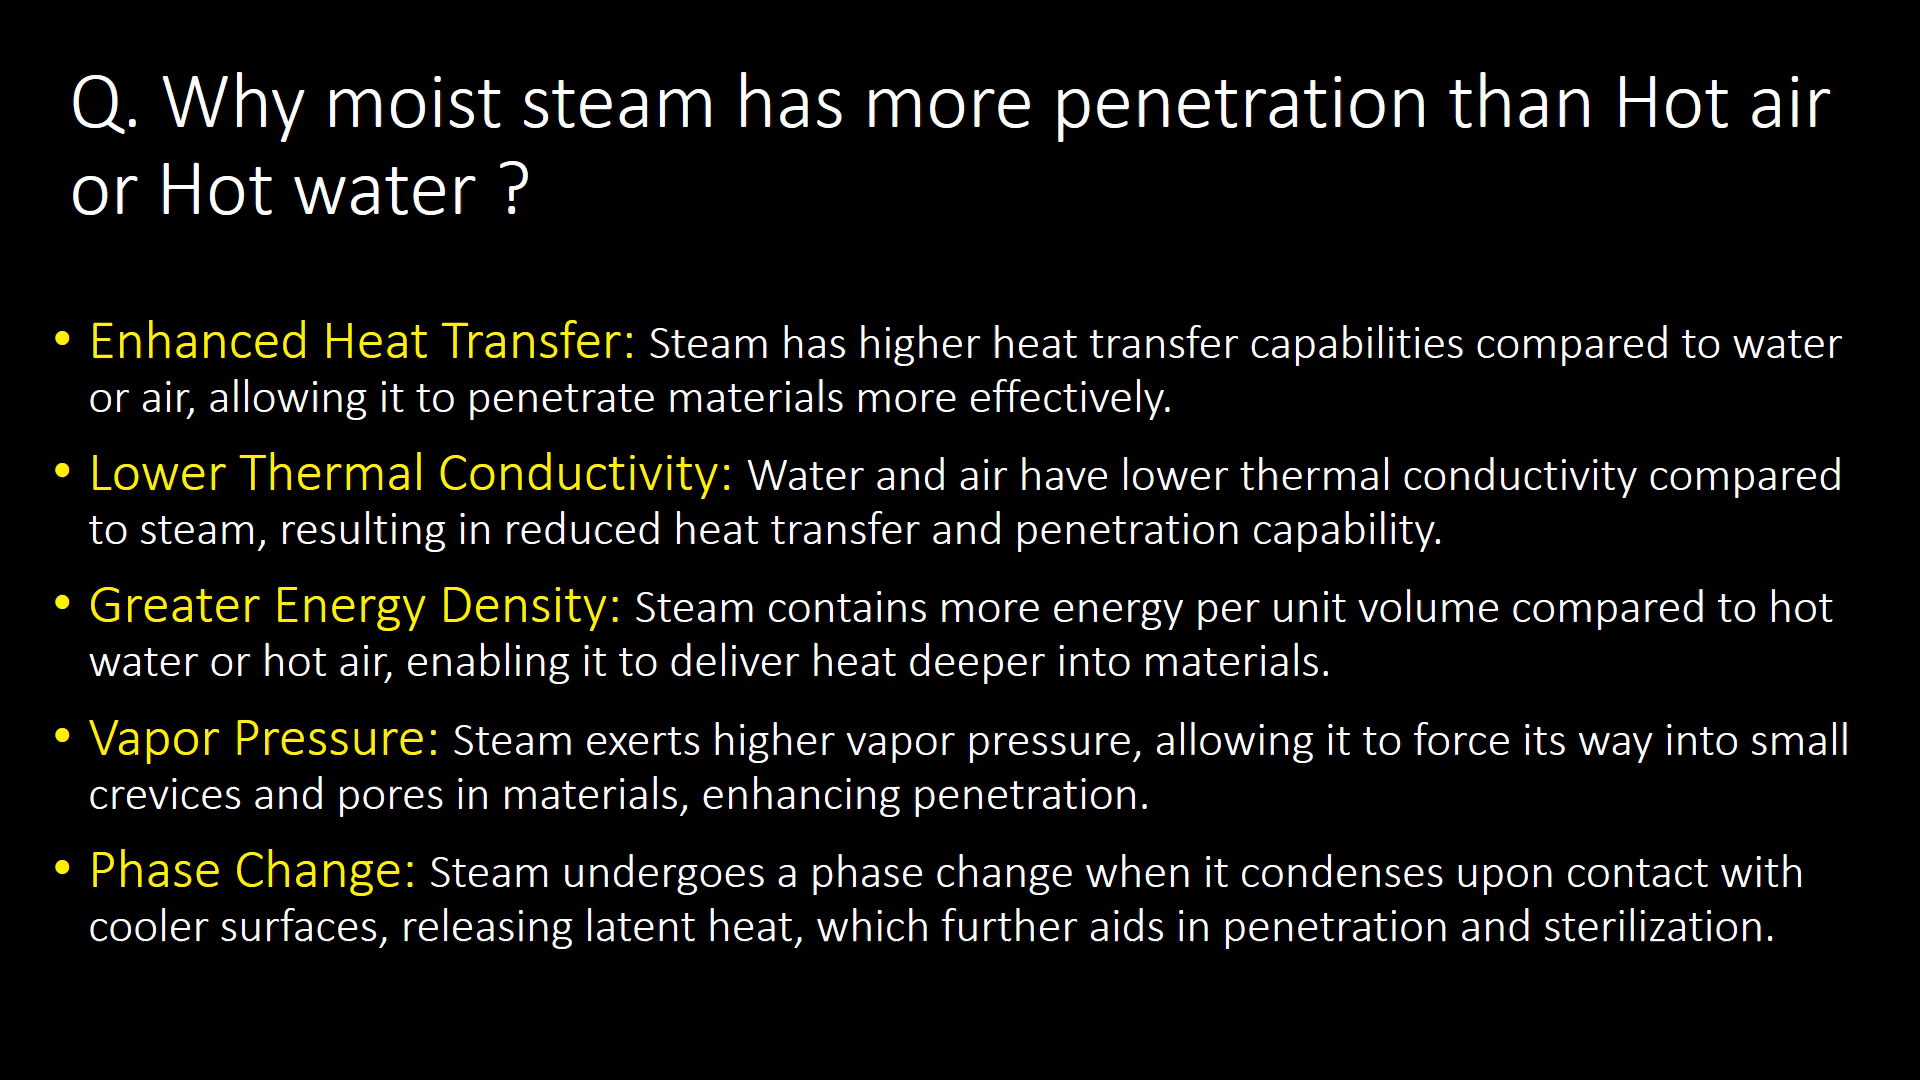 Q. Why moist steam has more penetration than Hot air
or Hot water ?
• Enhanced Heat Transfer: Steam has higher heat transfer capabilities compared to water
or air, allowing it to penetrate materials more effectively.
• Lower Thermal Conductivity: Water and air have lower thermal conductivity compared
to steam, resulting in reduced heat transfer and penetration capability.
• Greater Energy Density: Steam contains more energy per unit volume compared to hot
water or hot air, enabling it to deliver heat deeper into materials.
• Vapor Pressure: Steam exerts higher vapor pressure, allowing it to force its way into small
crevices and pores in materials, enhancing penetration.
• Phase Change: Steam undergoes a phase change when it condenses upon contact with
cooler surfaces, releasing latent heat, which further aids in penetration and sterilization.